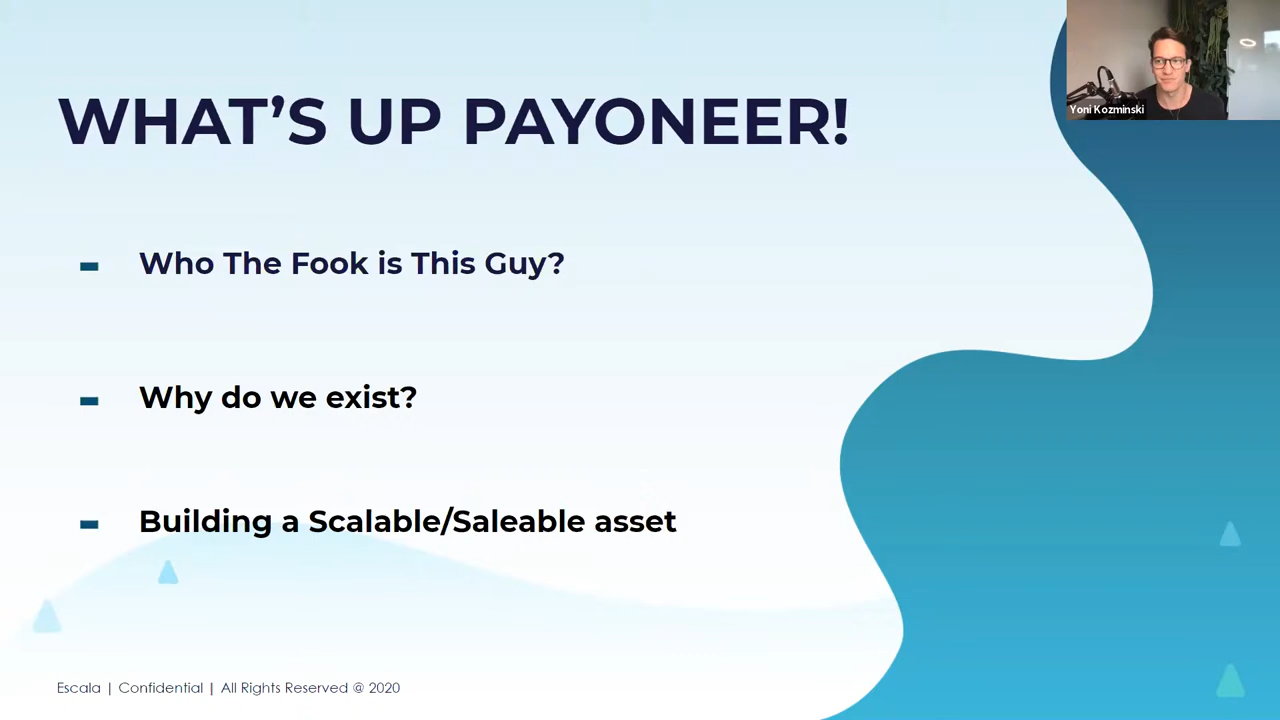 WHAT'S UP PAYONEER!
Yoni Kozminski
- Who The Fook is This Guy?
- Why do we exist?
- Building a Scalable/Saleable asset
Escala | Confidential | All Rights Reserved @ 2020